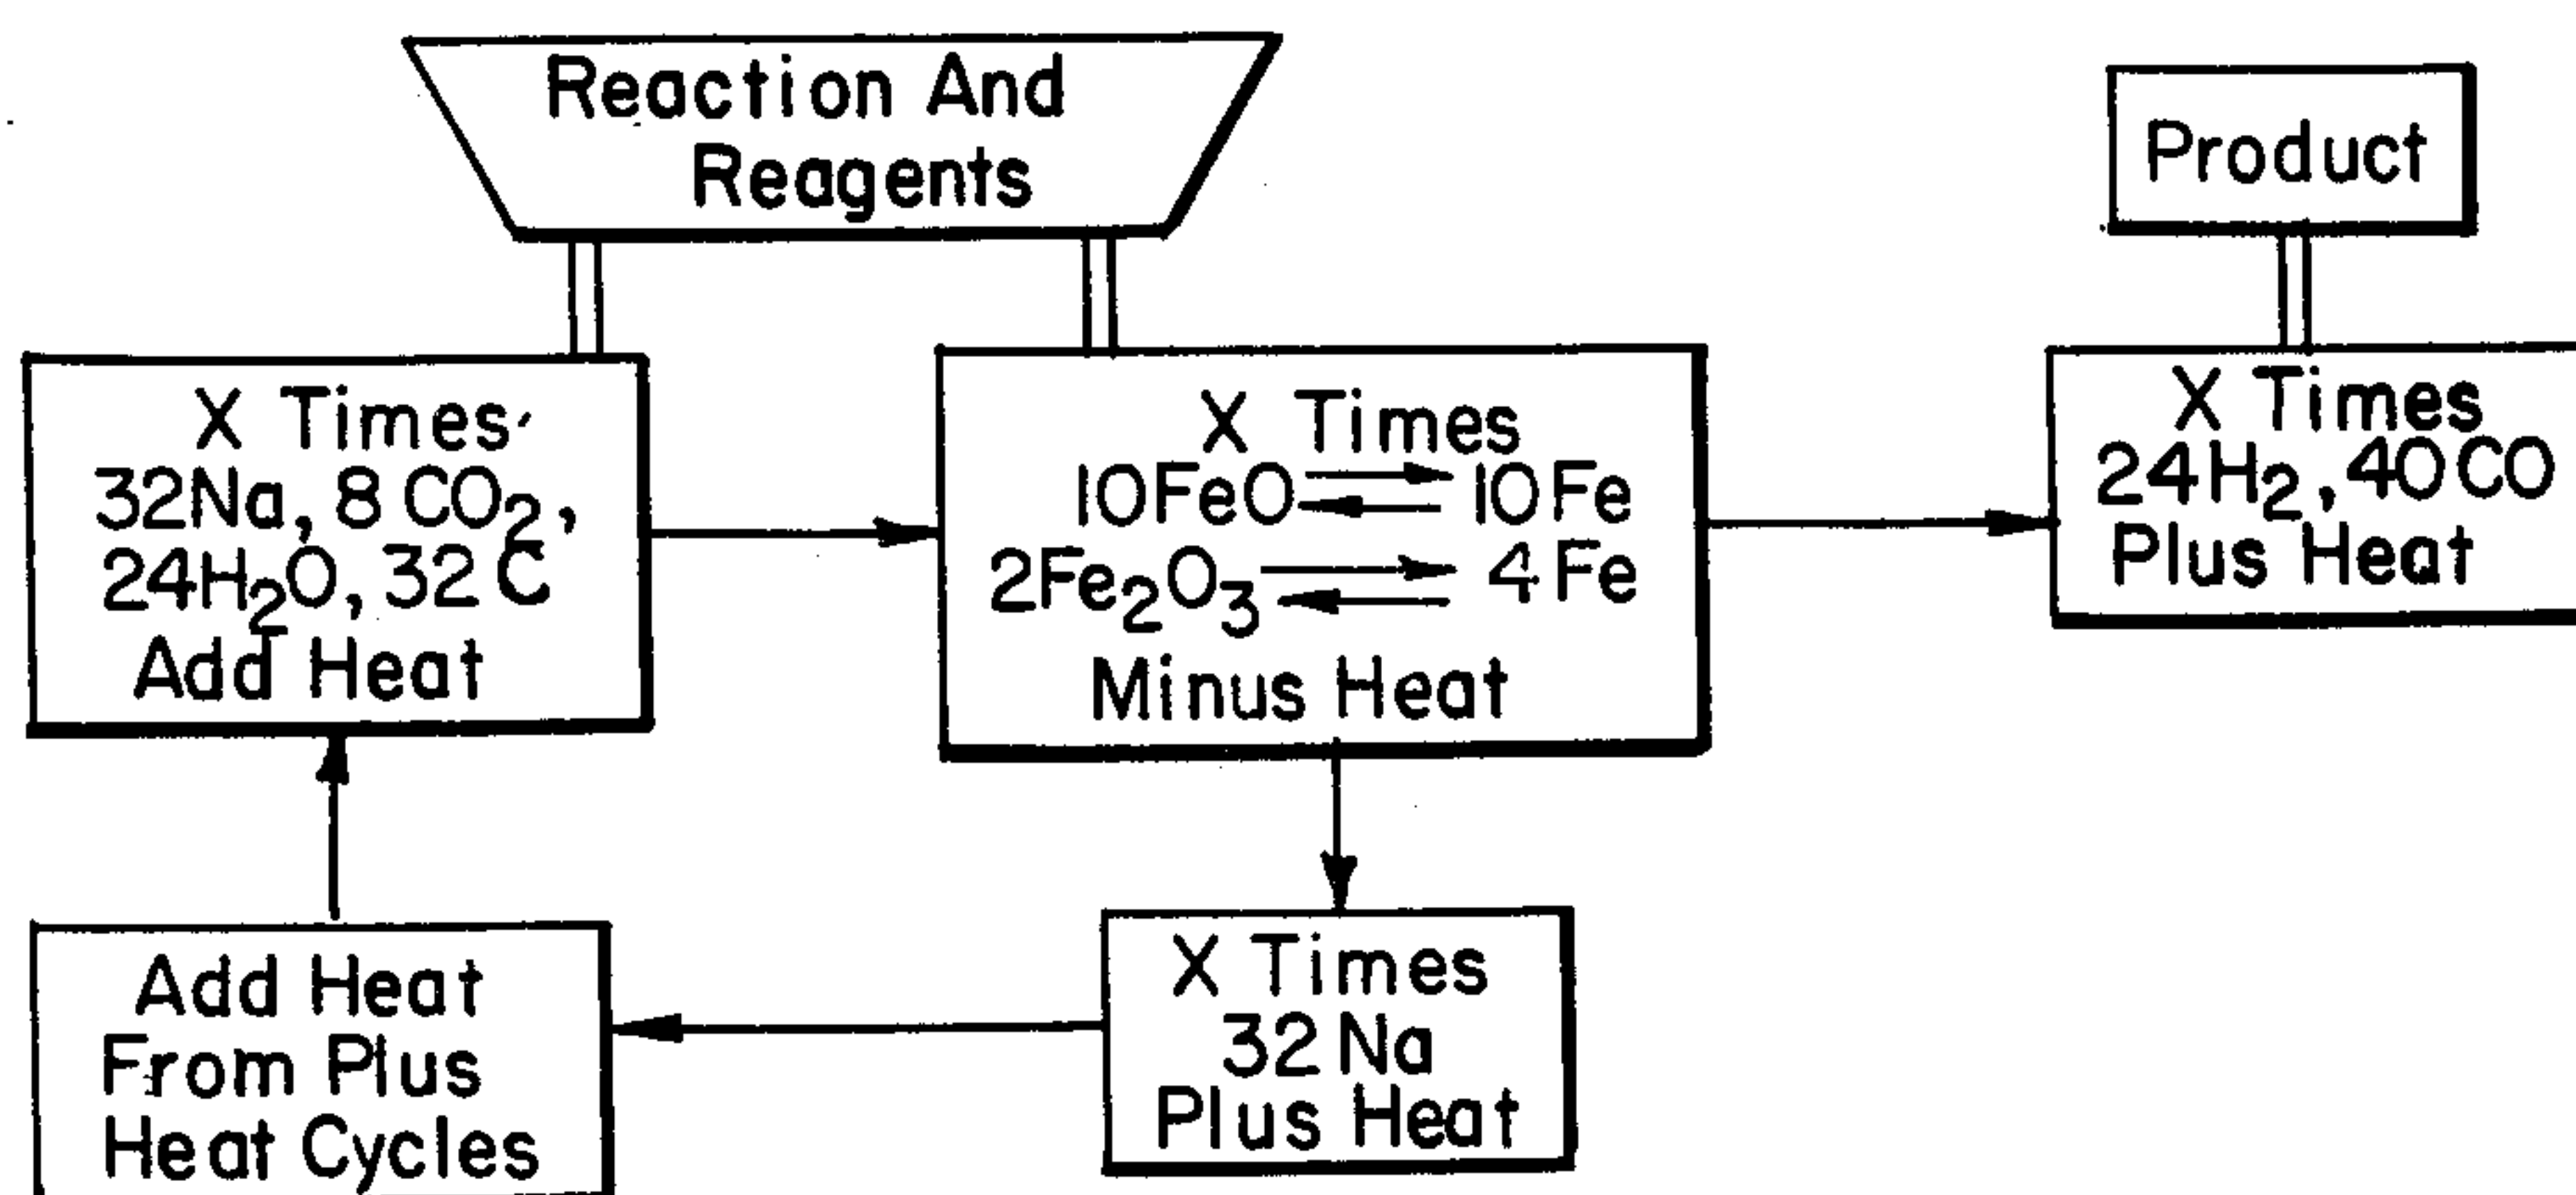 Reaction And
Reagents
Product
X Times
32Na, 8 CO2,
24H2O, 32 C
Add Heat
X Times
10FeO ⇄ 10Fe
2Fe2O3 ⇄ 4Fe
Minus Heat
X Times
24H2, 40CO
Plus Heat
Add Heat
From Plus
Heat Cycles
X Times
32 Na
Plus Heat